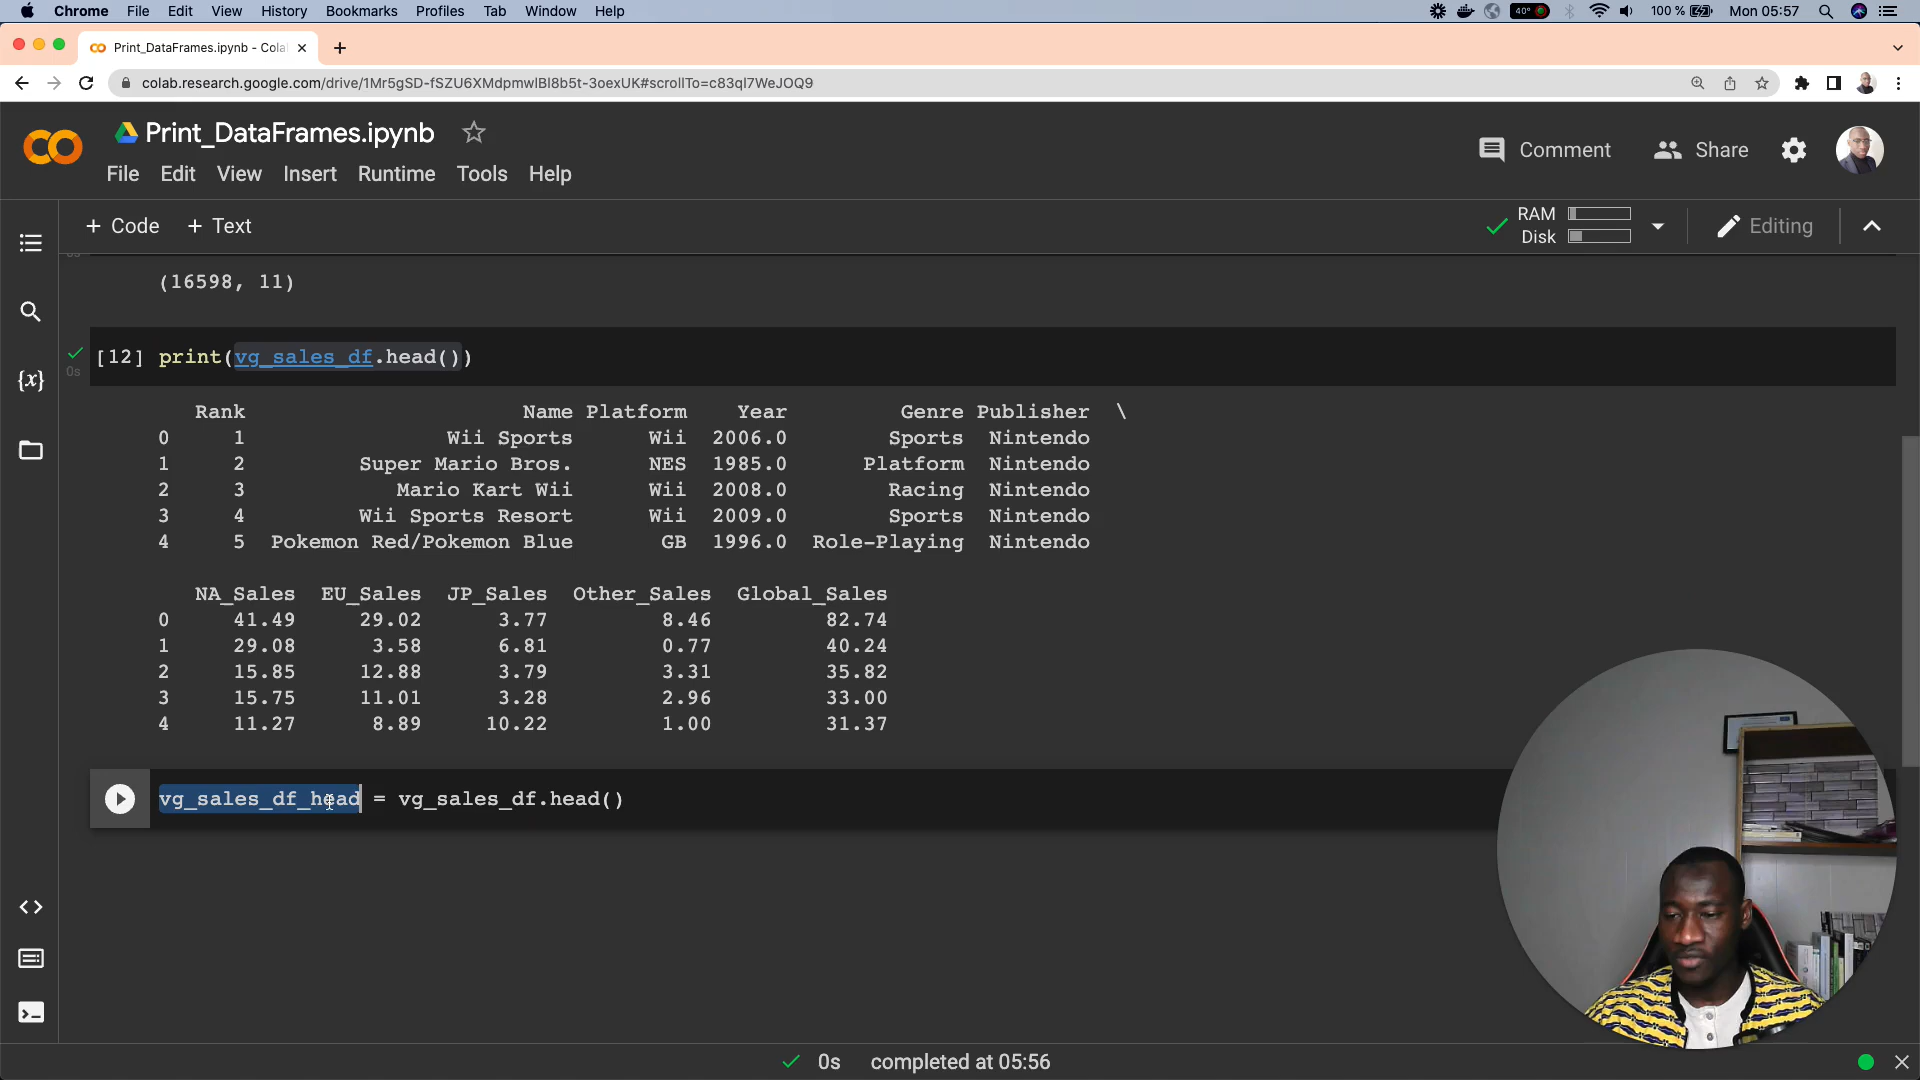 Chrome File Edit View History Bookmarks Profiles Tab Window Help 40° 100 % Mon 05:57
Print_DataFrames.ipynb - Cola
colab.research.google.com/drive/1Mr5gSD-fSZU6XMdpmwlBl8b5t-3oexUK#scrollTo=c83ql7WeJOQ9
Print_DataFrames.ipynb
Comment Share
File Edit View Insert Runtime Tools Help
+ Code + Text RAM Disk Editing
0s
(16598, 11)
[12] print(vg_sales_df.head())
0s
Rank Name Platform Year Genre Publisher \
0 1 Wii Sports Wii 2006.0 Sports Nintendo
1 2 Super Mario Bros. NES 1985.0 Platform Nintendo
2 3 Mario Kart Wii Wii 2008.0 Racing Nintendo
3 4 Wii Sports Resort Wii 2009.0 Sports Nintendo
4 5 Pokemon Red/Pokemon Blue GB 1996.0 Role-Playing Nintendo
NA_Sales EU_Sales JP_Sales Other_Sales Global_Sales
0 41.49 29.02 3.77 8.46 82.74
1 29.08 3.58 6.81 0.77 40.24
2 15.85 12.88 3.79 3.31 35.82
3 15.75 11.01 3.28 2.96 33.00
4 11.27 8.89 10.22 1.00 31.37
vg_sales_df_head = vg_sales_df.head()
0s completed at 05:56